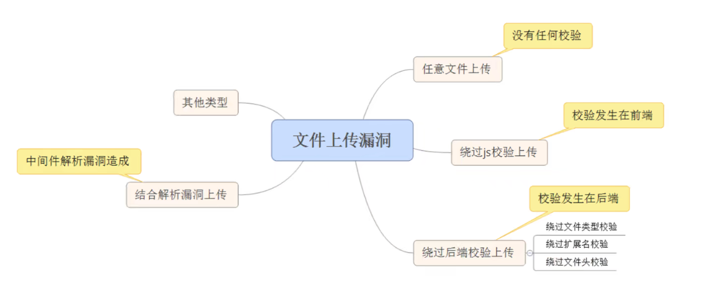 没有任何校验
任意文件上传
其他类型
校验发生在前端
文件上传漏洞
绕过js校验上传
中间件解析漏洞造成
结合解析漏洞上传
校验发生在后端
绕过文件类型校验
绕过后端校验上传
绕过扩展名校验
绕过文件头校验